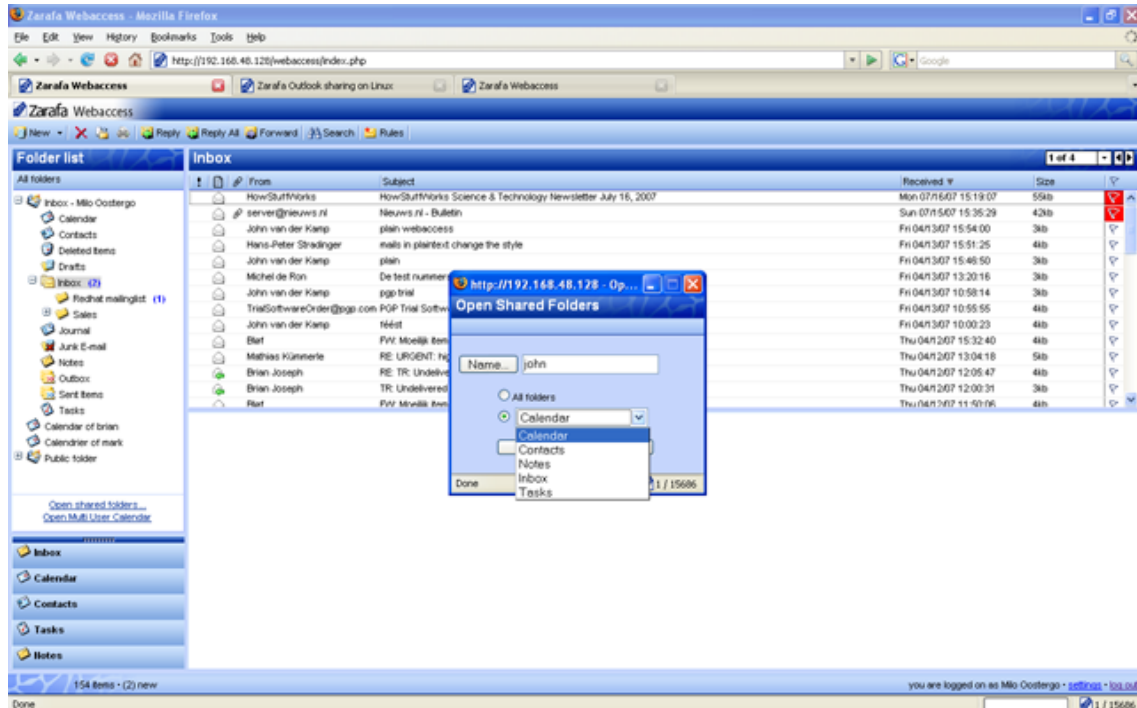 Zarafa Webaccess - Mozilla Firefox
File Edit View History Bookmarks Tools Help
http://192.168.48.128/webaccess/index.php
Google
Zarafa Webaccess
Zarafa Outlook sharing on Linux
Zarafa Webaccess
Zarafa Webaccess
New Reply Reply All Forward Search Rules
Folder list
All folders
Inbox - Milo Oostergo
Calendar
Contacts
Deleted Items
Drafts
Inbox (2)
Redhat mailinglist (1)
Sales
Journal
Junk E-mail
Notes
Outbox
Sent Items
Tasks
Calendar of brian
Calendrier of mark
Public folder
Open shared folders...
Open Multi User Calendar
Inbox
Calendar
Contacts
Tasks
Notes
Inbox 1 of 4
From Subject Received Size
HowStuffWorks HowStuffWorks Science & Technology Newsletter July 16, 2007 Mon 07/16/07 15:19:07 55kb
server@nieuws.nl Nieuws.nl - Bulletin Sun 07/15/07 15:35:29 42kb
John van der Kamp plain webaccess Fri 04/13/07 15:54:00 3kb
Hans-Peter Stradinger mails in plaintext change the style Fri 04/13/07 15:51:25 4kb
John van der Kamp plain Fri 04/13/07 15:46:50 3kb
Michel de Ron De test nummer Fri 04/13/07 13:20:16 3kb
John van der Kamp pgp trial Fri 04/13/07 10:58:14 3kb
TrialSoftwareOrder@pgp.com PGP Trial Softw Fri 04/13/07 10:55:55 4kb
John van der Kamp téést Fri 04/13/07 10:00:23 4kb
FW: Moeilijk item Thu 04/12/07 15:32:40 4kb
Mathias Kümmerle RE: URGENT: hig Thu 04/12/07 13:04:18 5kb
Brian Joseph RE: TR: Undelive Thu 04/12/07 12:05:47 4kb
Brian Joseph TR: Undelivered Thu 04/12/07 12:00:31 3kb
FW: Moeilijk item Thu 04/12/07 11:50:06 4kb
http://192.168.48.128 - Op...
Open Shared Folders
Name... john
All folders
Calendar
Calendar
Contacts
Notes
Inbox
Tasks
Done 1 / 15686
154 items - (2) new
you are logged on as Milo Oostergo - settings - log out
Done 1 / 15686